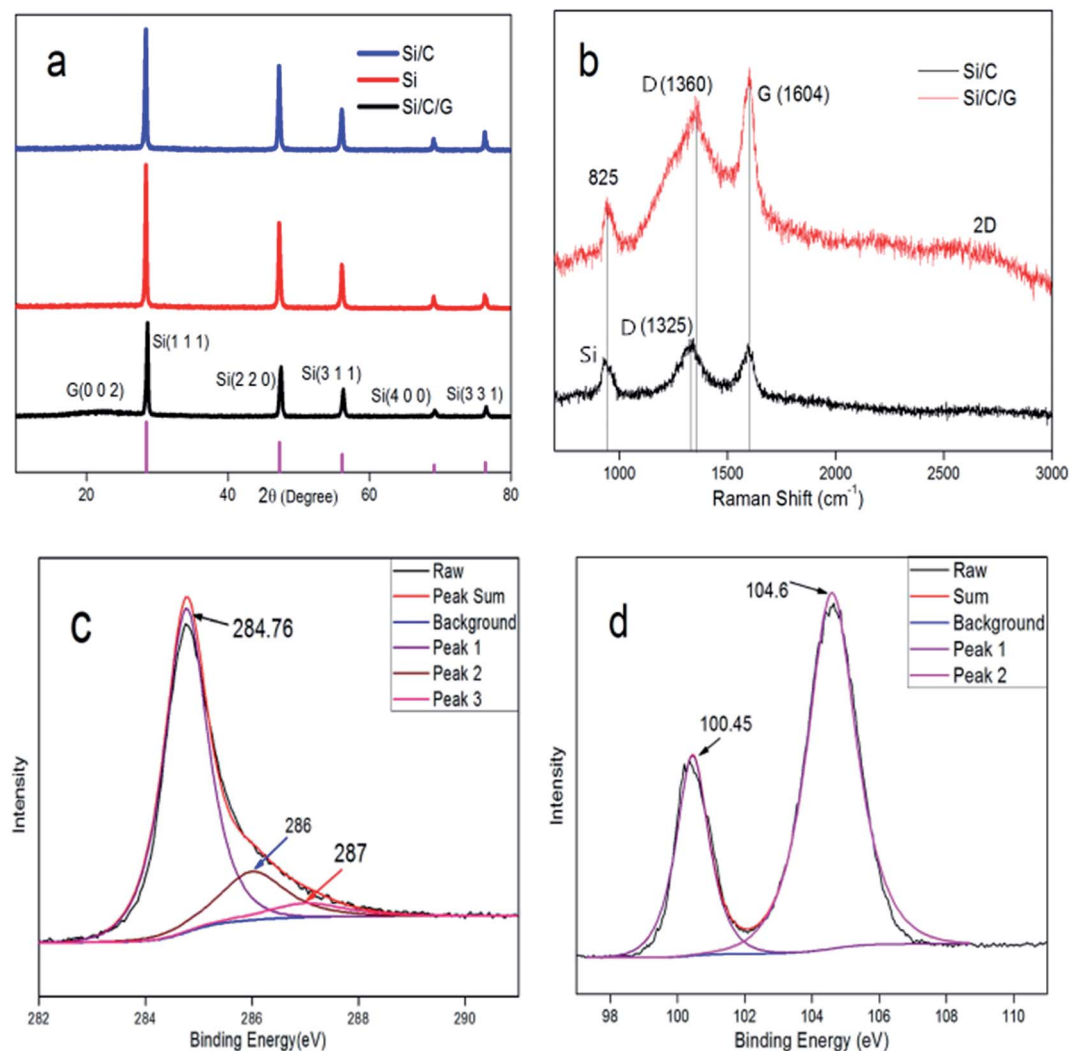 a
Si/C
Si
Si/C/G
G(0 0 2)
Si(1 1 1)
Si(2 2 0)
Si(3 1 1)
Si(4 0 0)
Si(3 3 1)
20 40 60 80
2θ (Degree)
b
Si/C
Si/C/G
D (1360)
G (1604)
825
2D
D (1325)
Si
1000 1500 2000 2500 3000
Raman Shift (cm⁻¹)
c
Raw
Peak Sum
Background
Peak 1
Peak 2
Peak 3
284.76
286
287
Intensity
282 284 286 288 290
Binding Energy(eV)
d
Raw
Sum
Background
Peak 1
Peak 2
104.6
100.45
Intensity
98 100 102 104 106 108 110
Binding Energy (eV)